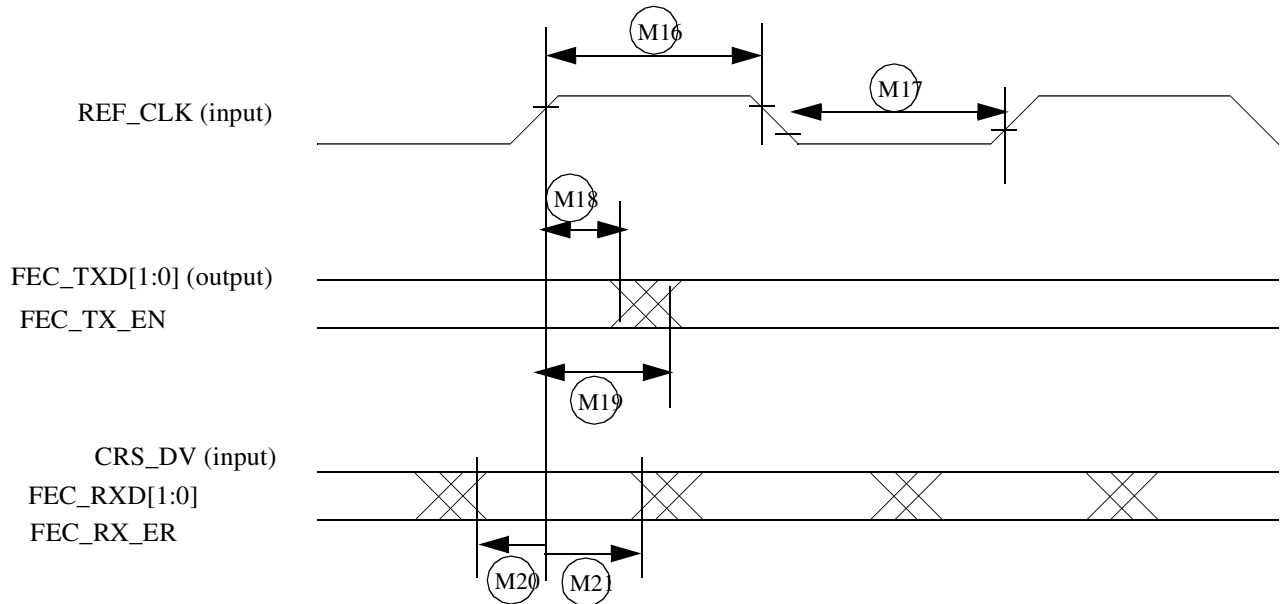 M16
M17
REF_CLK (input)
M18
FEC_TXD[1:0] (output)
FEC_TX_EN
M19
CRS_DV (input)
FEC_RXD[1:0]
FEC_RX_ER
M20
M21